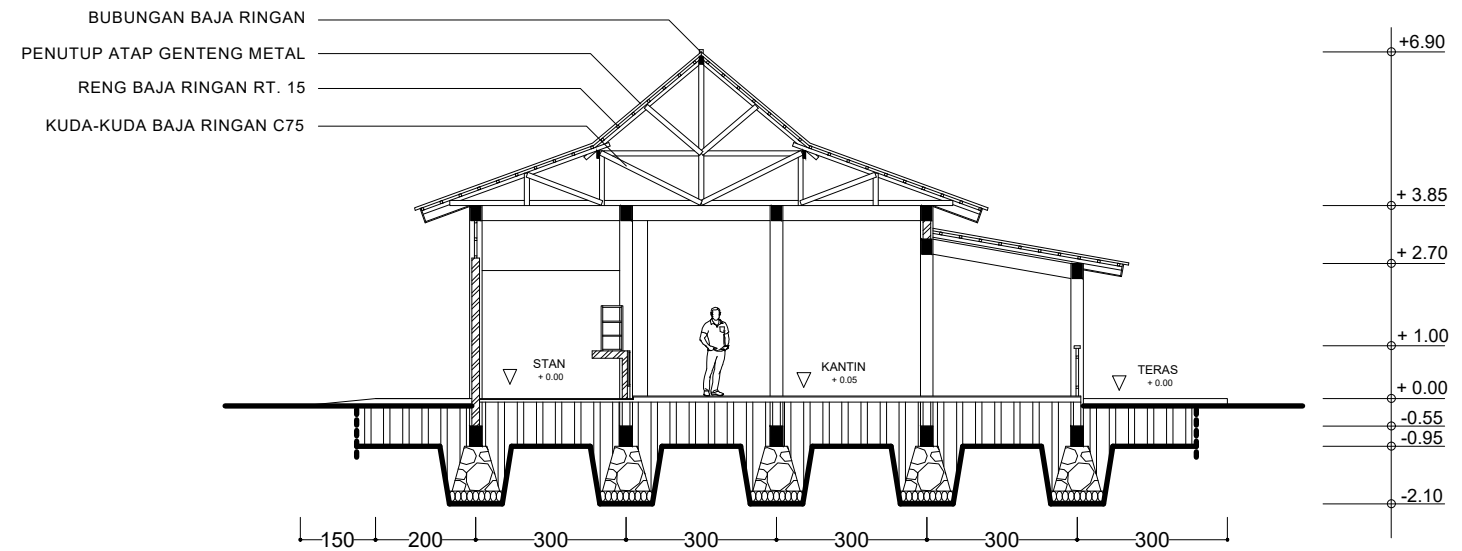 BUBUNGAN BAJA RINGAN
PENUTUP ATAP GENTENG METAL
RENG BAJA RINGAN RT. 15
KUDA-KUDA BAJA RINGAN C75
+6.90
+ 3.85
+ 2.70
+ 1.00
+ 0.00
-0.55
-0.95
-2.10
STAN
+ 0.00
KANTIN
+ 0.05
TERAS
+ 0.00
150 200 300 300 300 300 300